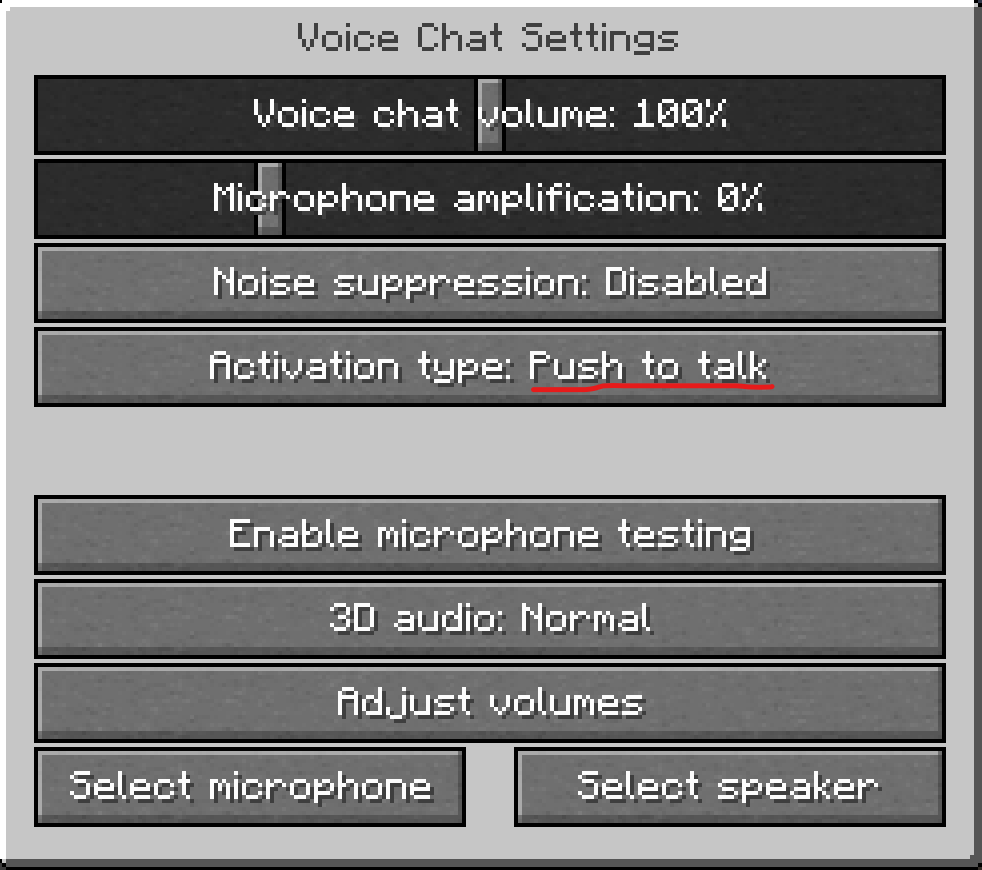 Voice Chat Settings
Voice chat volume: 100%
Microphone amplification: 0%
Noise suppression: Disabled
Activation type: Push to talk
Enable microphone testing
3D audio: Normal
Adjust volumes
Select microphone
Select speaker